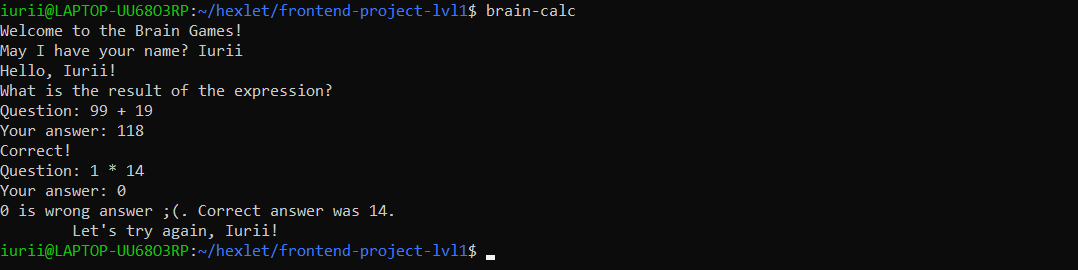 iurii@LAPTOP-UU68O3RP:~/hexlet/frontend-project-lvl1$ brain-calc
Welcome to the Brain Games!
May I have your name? Iurii
Hello, Iurii!
What is the result of the expression?
Question: 99 + 19
Your answer: 118
Correct!
Question: 1 * 14
Your answer: 0
0 is wrong answer ;(. Correct answer was 14.
        Let's try again, Iurii!
iurii@LAPTOP-UU68O3RP:~/hexlet/frontend-project-lvl1$